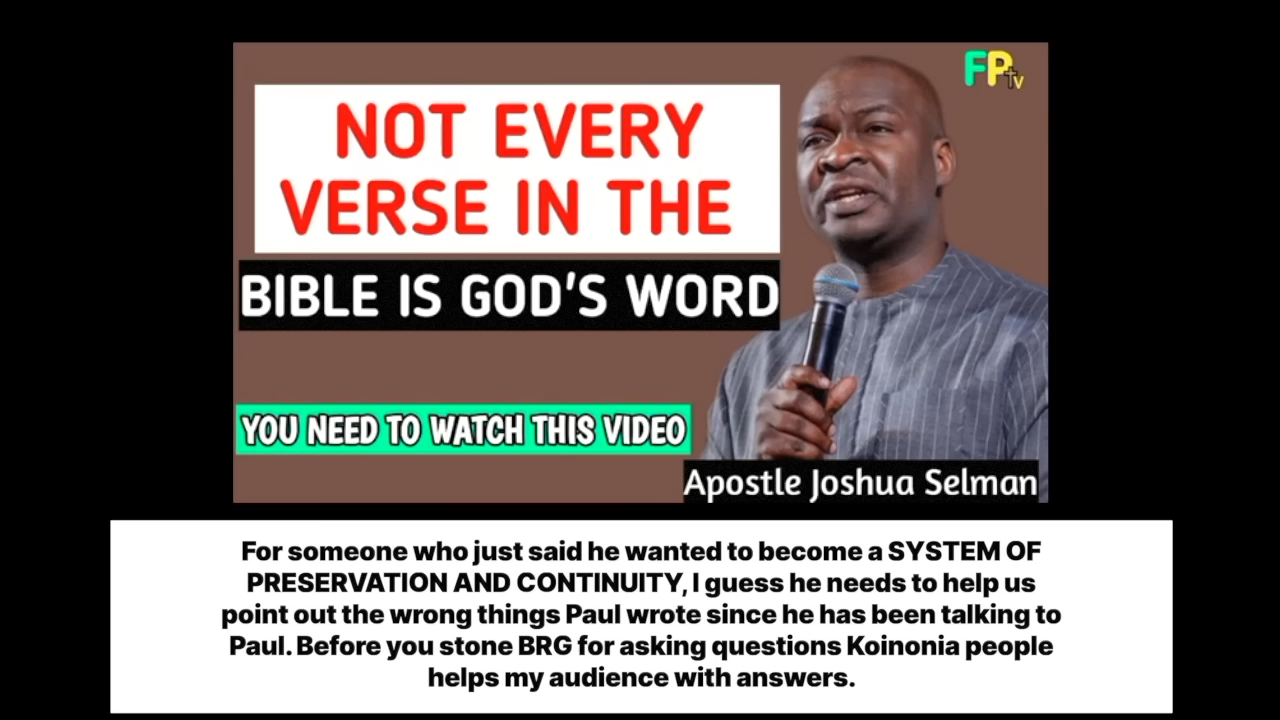 FP
TV
NOT EVERY
VERSE IN THE
BIBLE IS GOD'S WORD
YOU NEED TO WATCH THIS VIDEO
Apostle Joshua Selman
For someone who just said he wanted to become a SYSTEM OF
PRESERVATION AND CONTINUITY, I guess he needs to help us
point out the wrong things Paul wrote since he has been talking to
Paul. Before you stone BRG for asking questions Koinonia people
helps my audience with answers.